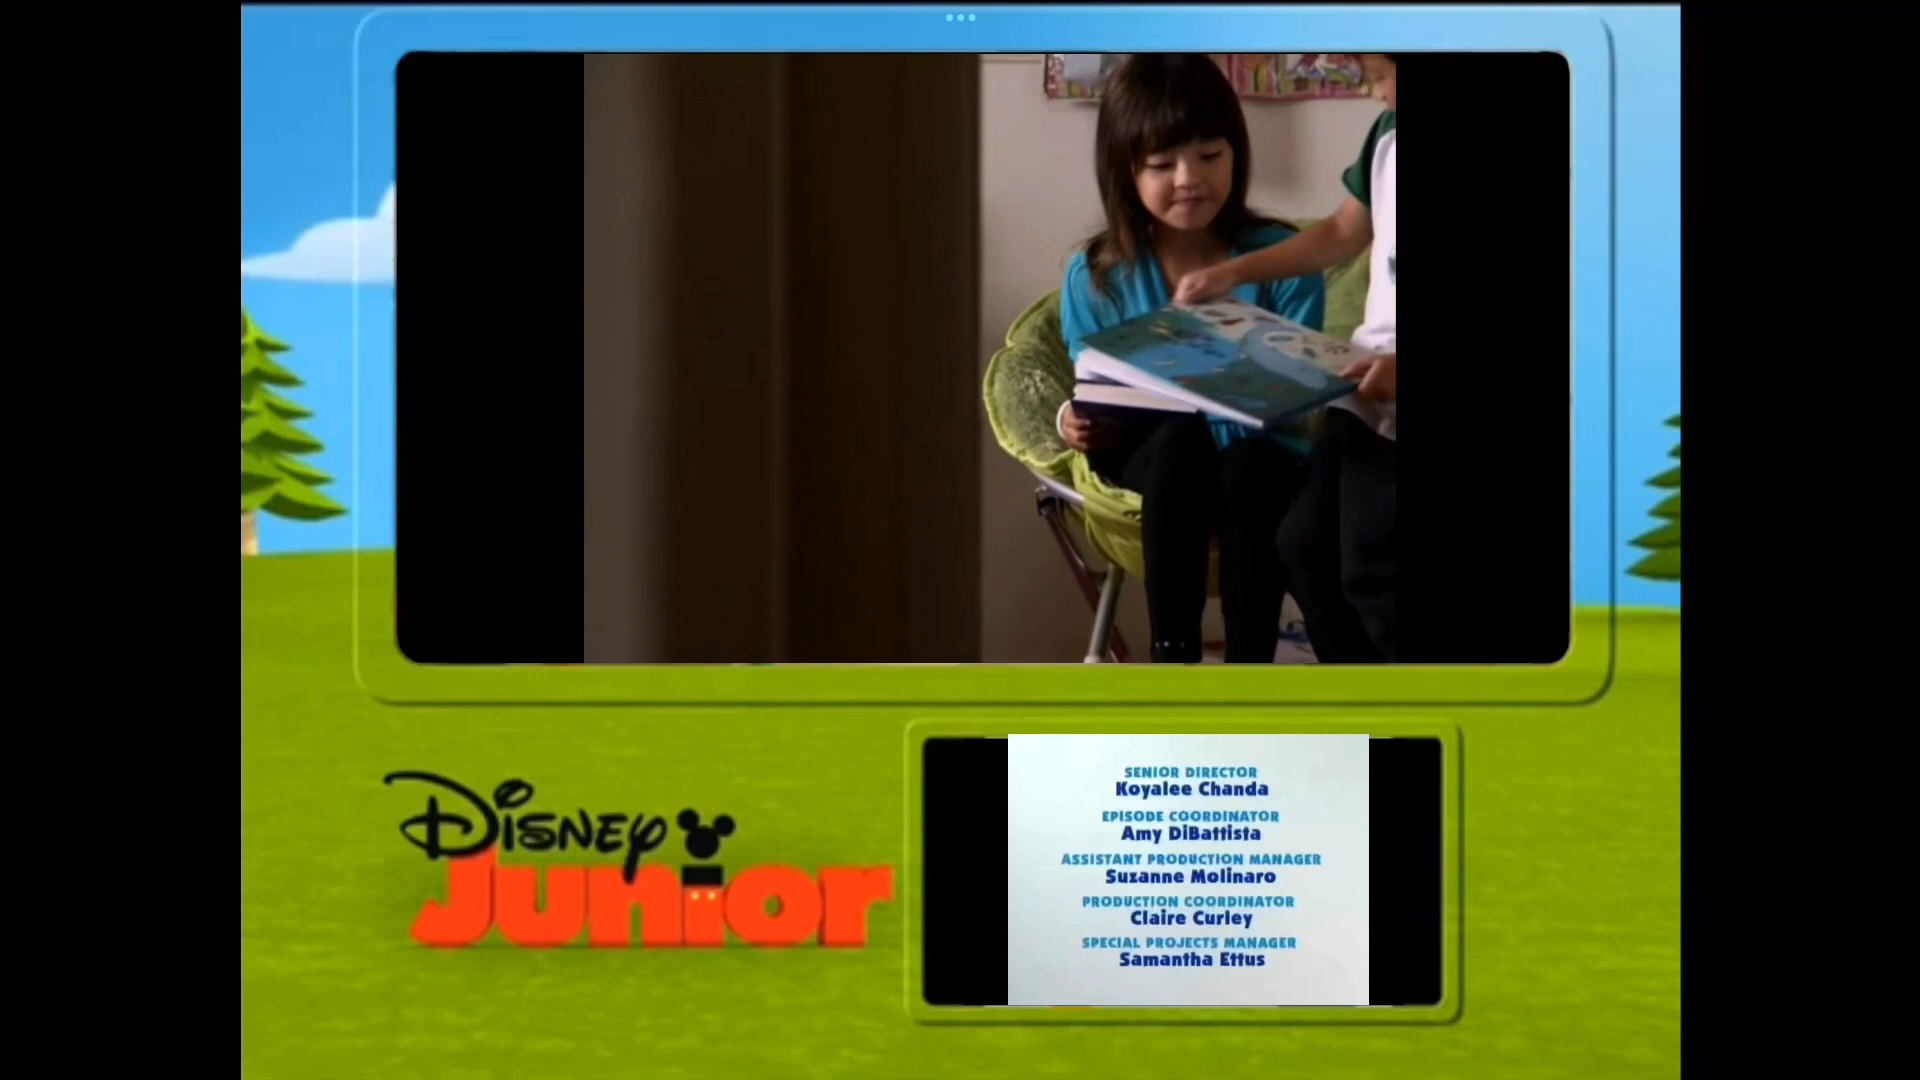 Disney
Junior
SENIOR DIRECTOR
Koyalee Chanda
EPISODE COORDINATOR
Amy DiBattista
ASSISTANT PRODUCTION MANAGER
Suzanne Molinaro
PRODUCTION COORDINATOR
Claire Curley
SPECIAL PROJECTS MANAGER
Samantha Ettus